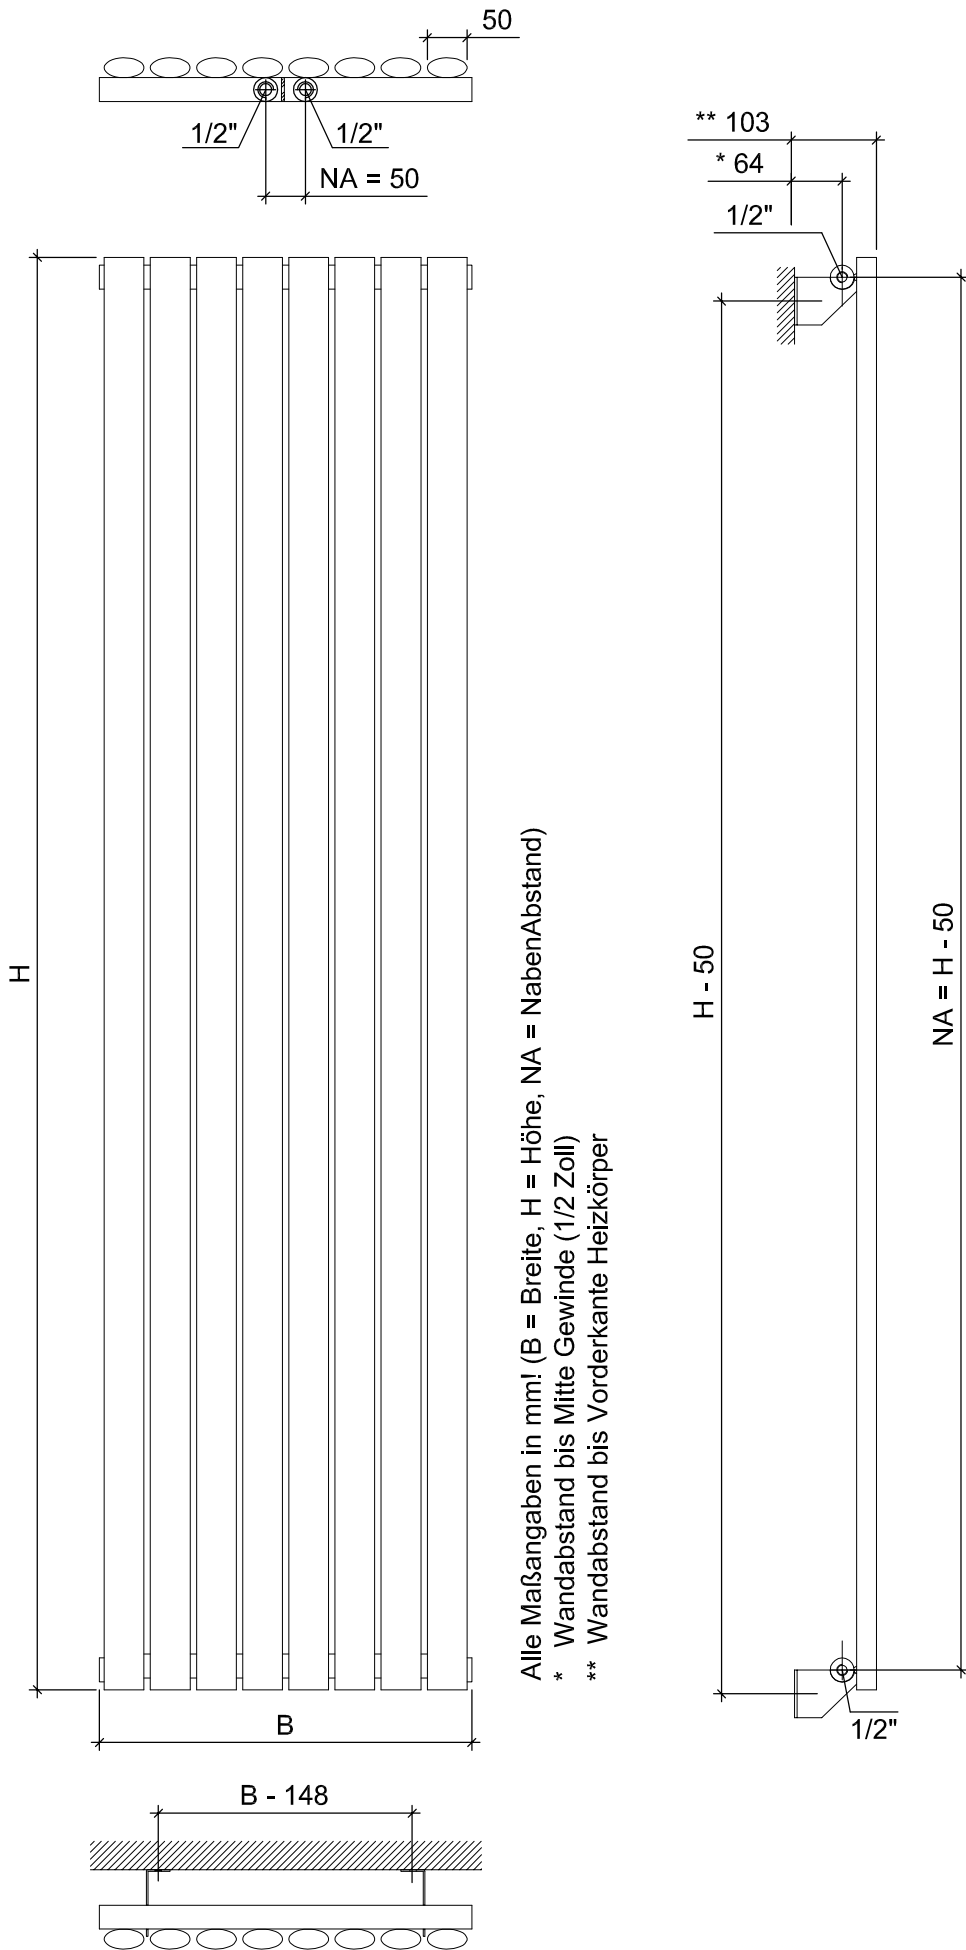 50
1/2"
1/2"
NA = 50
** 103
* 64
1/2"
H
H - 50
NA = H - 50
Alle Maßangaben in mm! (B = Breite, H = Höhe, NA = NabenAbstand)
* Wandabstand bis Mitte Gewinde (1/2 Zoll)
** Wandabstand bis Vorderkante Heizkörper
B
1/2"
B - 148